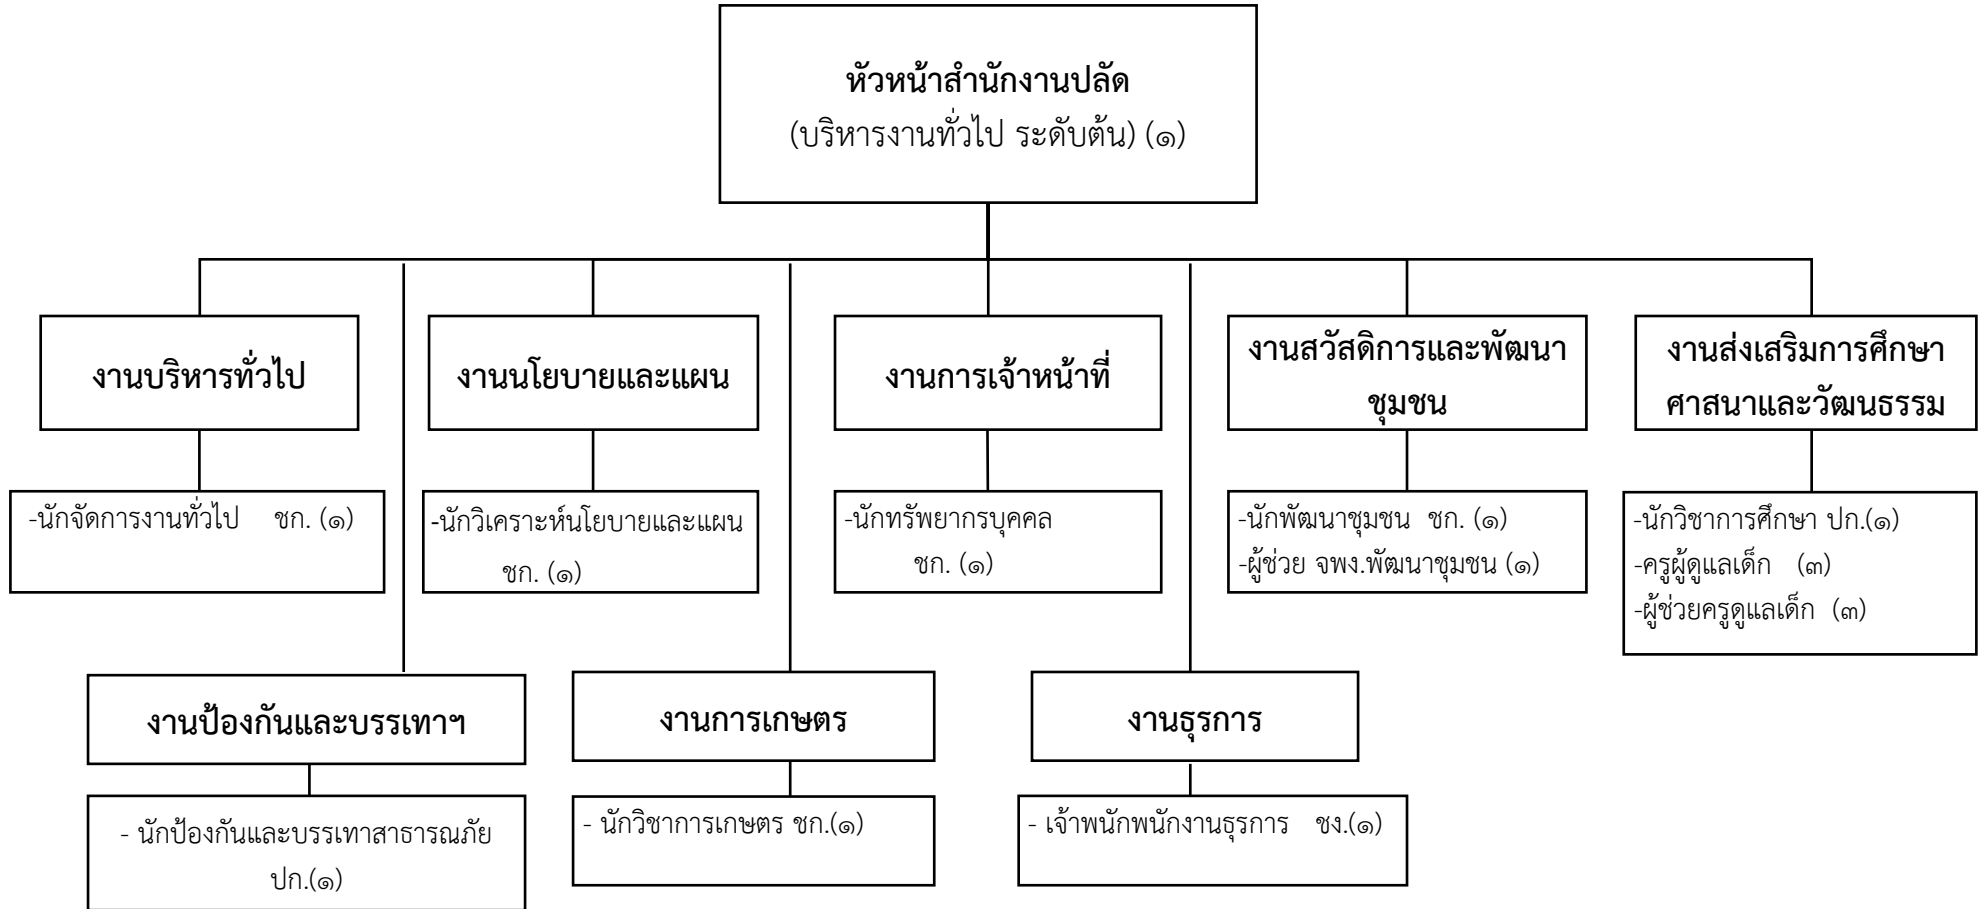 หัวหน้าสำนักงานปลัด
(บริหารงานทั่วไป ระดับต้น) (๑)
งานบริหารทั่วไป
งานนโยบายและแผน
งานการเจ้าหน้าที่
งานสวัสดิการและพัฒนา
ชุมชน
งานส่งเสริมการศึกษา
ศาสนาและวัฒนธรรม
-นักจัดการงานทั่วไป ชก. (๑)
-นักวิเคราะห์นโยบายและแผน
ชก. (๑)
-นักทรัพยากรบุคคล
ชก. (๑)
-นักพัฒนาชุมชน ชก. (๑)
-ผู้ช่วย จพง.พัฒนาชุมชน (๑)
-นักวิชาการศึกษา ปก.(๑)
-ครูผู้ดูแลเด็ก (๓)
-ผู้ช่วยครูดูแลเด็ก (๓)
งานป้องกันและบรรเทาฯ
งานการเกษตร
งานธุรการ
- นักป้องกันและบรรเทาสาธารณภัย
ปก.(๑)
- นักวิชาการเกษตร ชก.(๑)
- เจ้าพนักพนักงานธุรการ ชง.(๑)